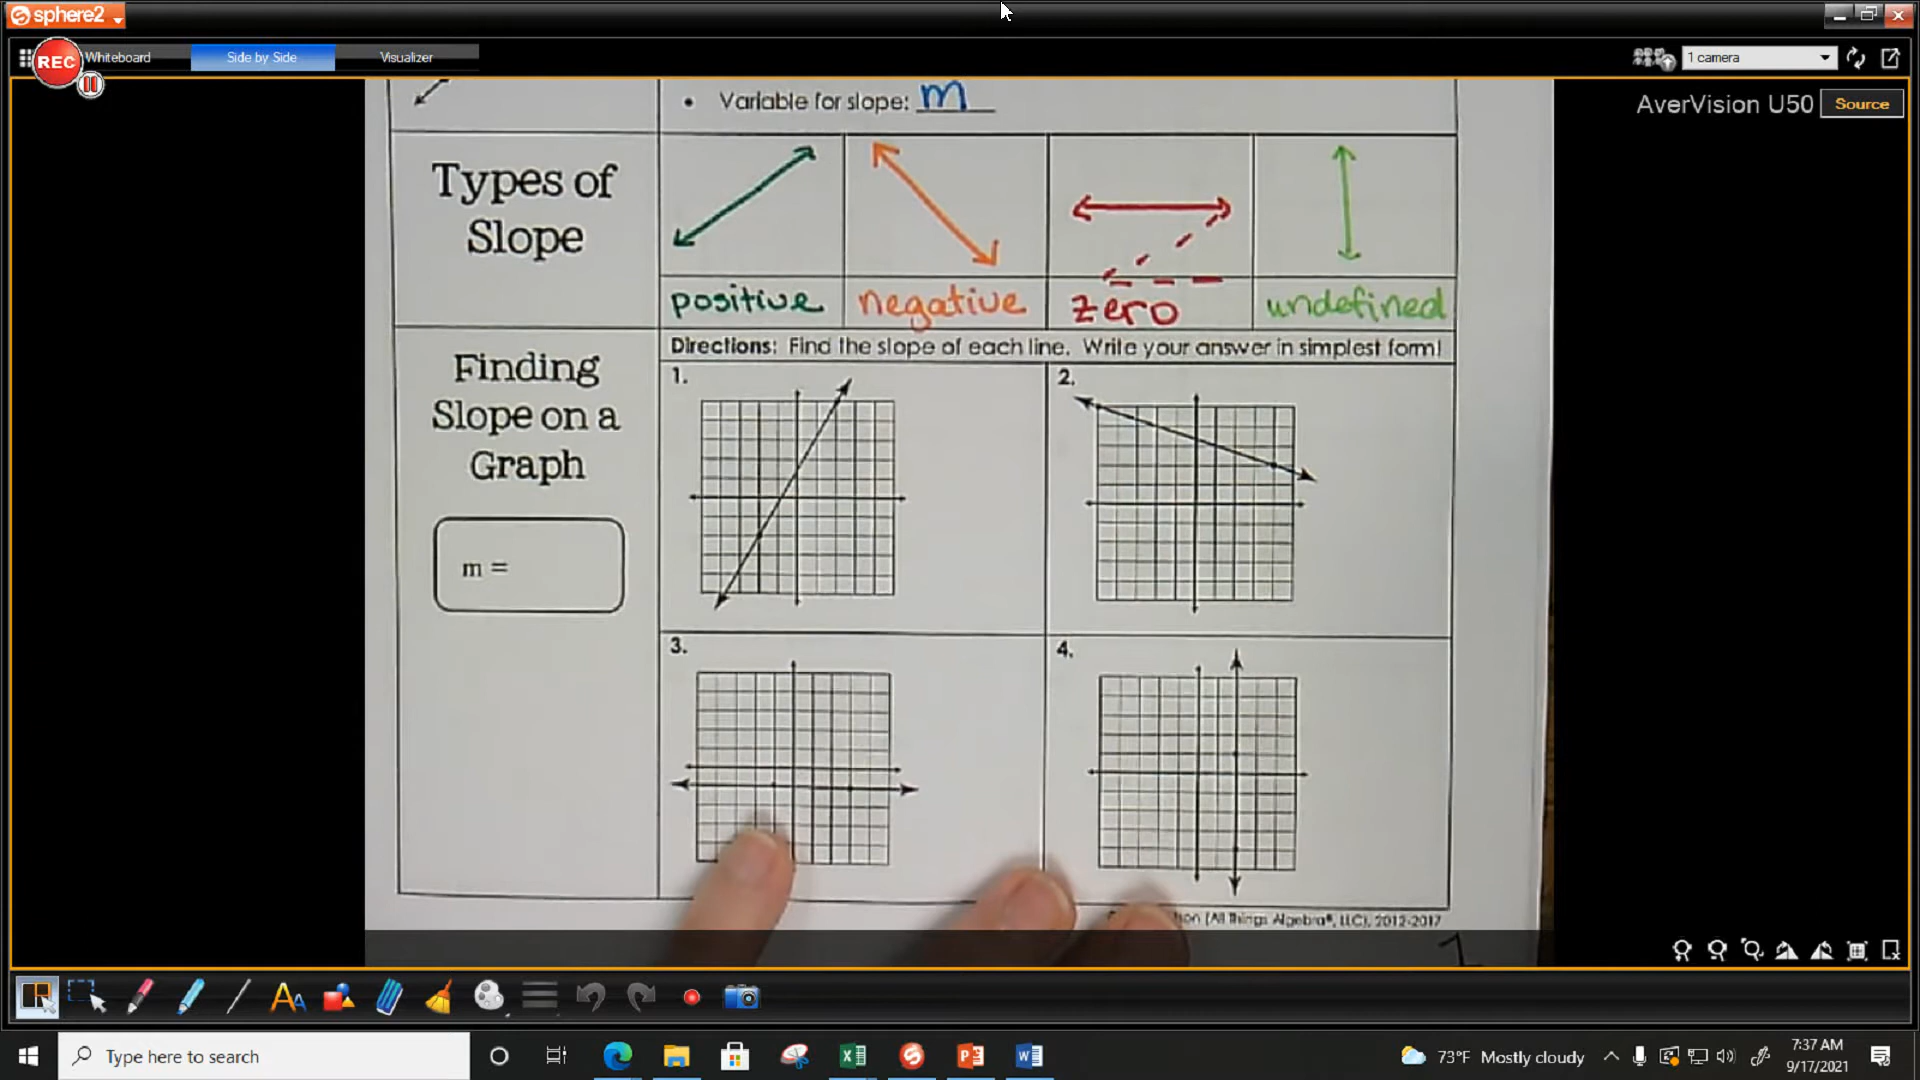 sphere2
REC
Whiteboard
Side by Side
Visualizer
1 camera
AverVision U50
Source
• Variable for slope: m
Types of
Slope
positive
negative
zero
undefined
Directions: Find the slope of each line. Write your answer in simplest form!
Finding
Slope on a
Graph
m =
1.
2.
3.
4.
(All Things Algebra®, LLC), 2012-2017
Type here to search
73°F Mostly cloudy
7:37 AM
9/17/2021